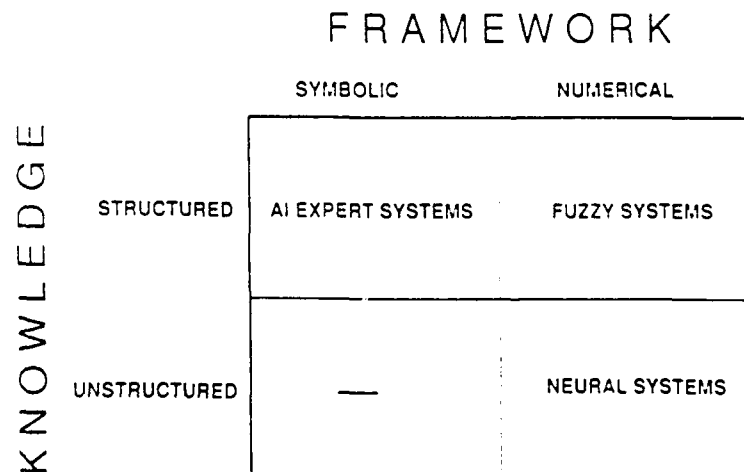 FRAMEWORK
SYMBOLIC NUMERICAL
KNOWLEDGE
STRUCTURED AI EXPERT SYSTEMS FUZZY SYSTEMS
UNSTRUCTURED — NEURAL SYSTEMS